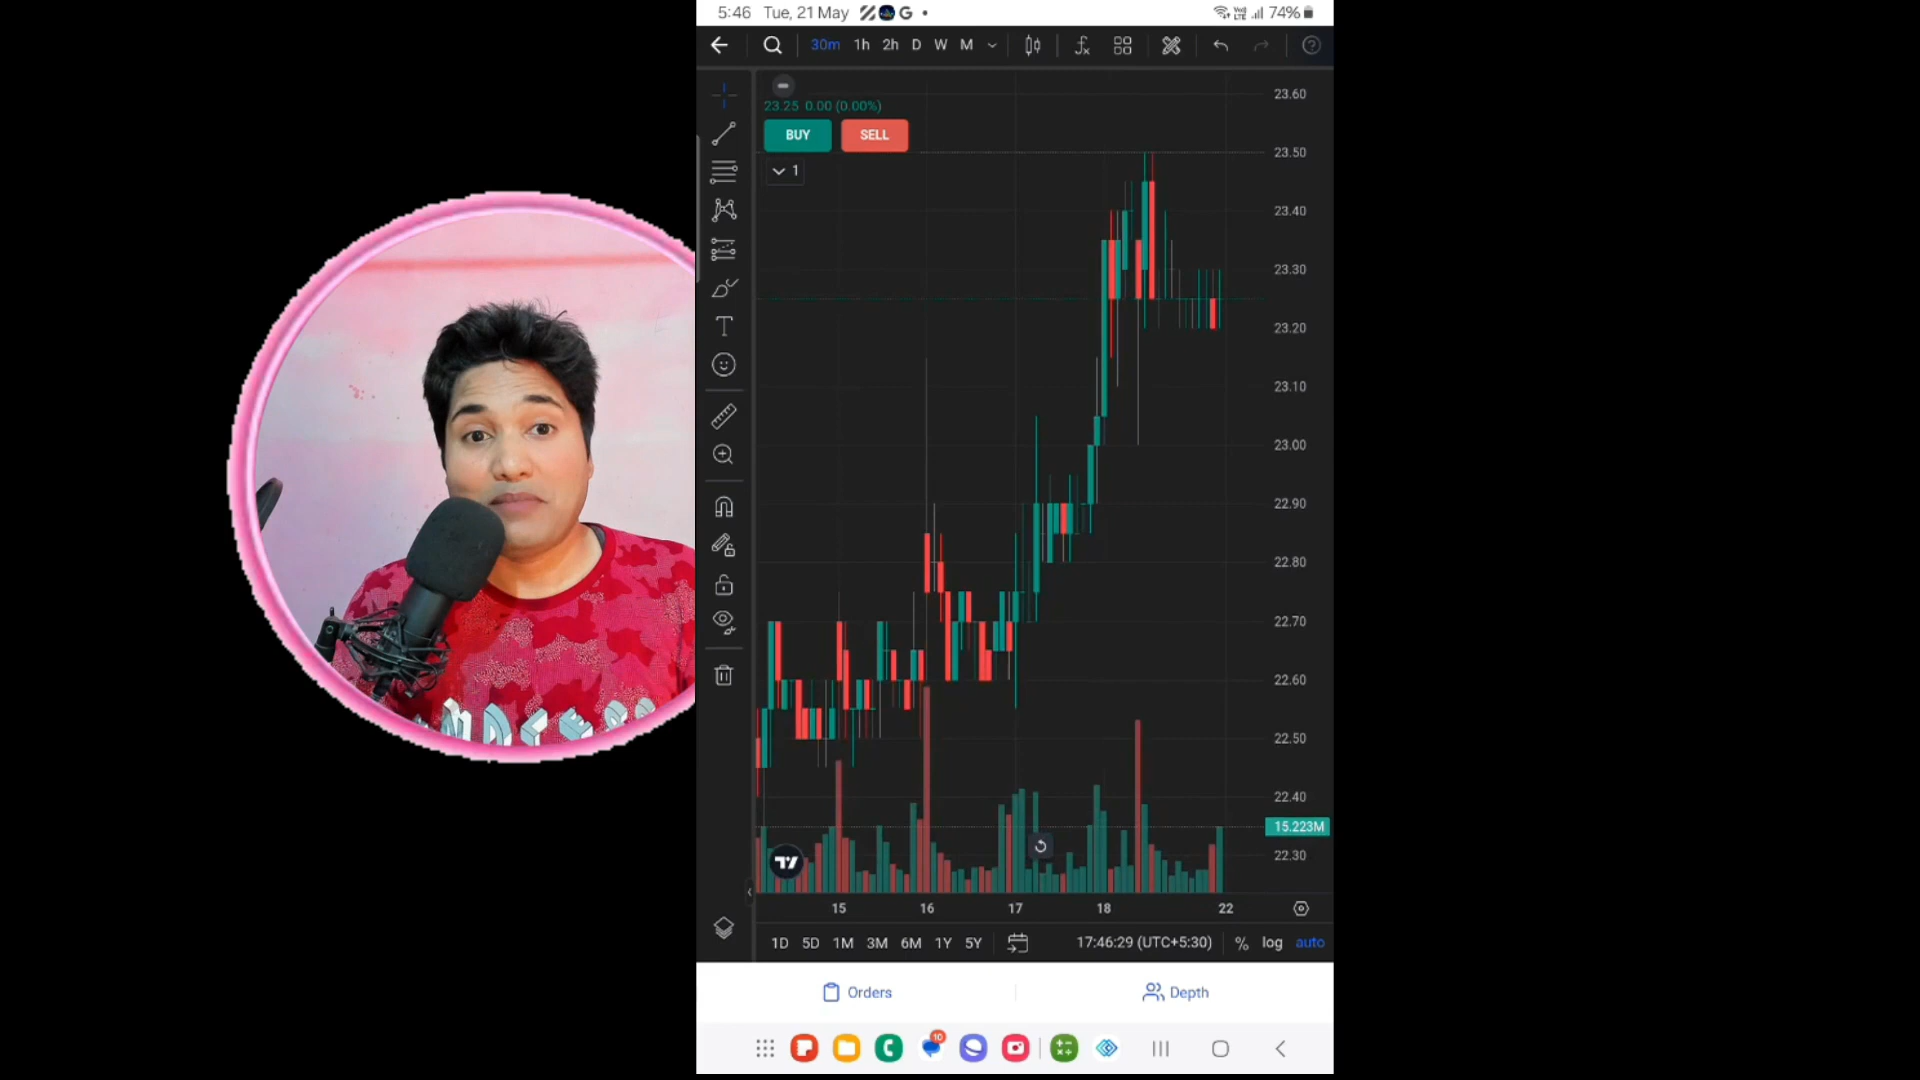 5:46 Tue, 21 May G 74%
30m 1h 2h D W M
23.25 0.00 (0.00%)
BUY SELL
1
23.60
23.50
23.40
23.30
23.20
23.10
23.00
22.90
22.80
22.70
22.60
22.50
22.40
15.223M
22.30
15 16 17 18 22
1D 5D 1M 3M 6M 1Y 5Y 17:46:29 (UTC+5:30) % log auto
Orders Depth
10